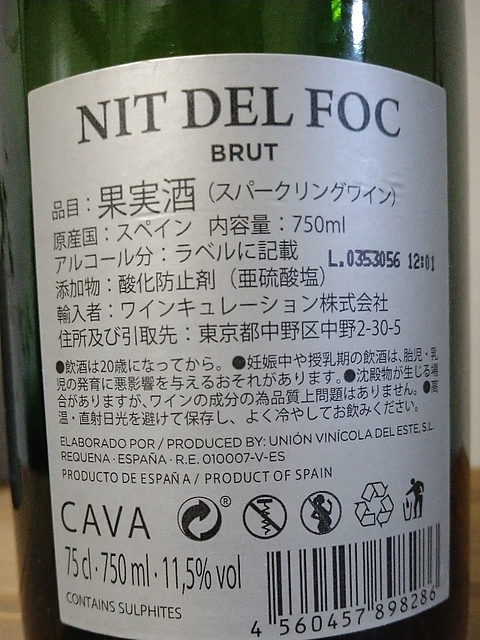 NIT DEL FOC
BRUT
品目：果実酒（スパークリングワイン）
原産国：スペイン 内容量：750ml
アルコール分：ラベルに記載
L.0353056 12:01
添加物：酸化防止剤（亜硫酸塩）
輸入者：ワインキュレーション株式会社
住所及び引取先：東京都中野区中野2-30-5
●飲酒は20歳になってから。●妊娠中や授乳期の飲酒は、胎児・乳
児の発育に悪影響を与えるおそれがあります。●沈殿物が生じる場
合がありますが、ワインの成分の為品質上問題はありません。●高
温・直射日光を避けて保存し、よく冷やしてお飲みください。
ELABORADO POR / PRODUCED BY: UNIÓN VINÍCOLA DEL ESTE, S.L.
REQUENA · ESPAÑA · R.E. 010007-V-ES
PRODUCTO DE ESPAÑA / PRODUCT OF SPAIN
CAVA ®
75 cl · 750 ml · 11,5% vol
CONTAINS SULPHITES
4 560457 898286